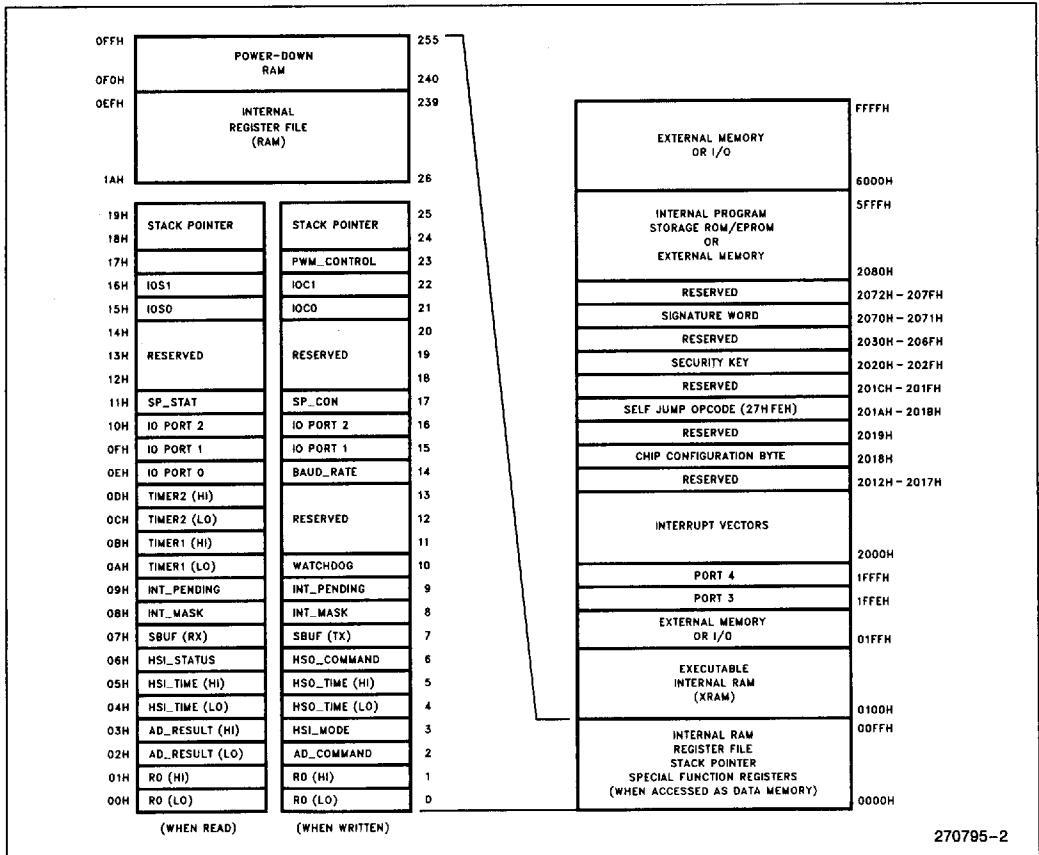 0FFH POWER-DOWN RAM 255
0F0H 240
0EFH INTERNAL REGISTER FILE (RAM) 239
1AH 26
19H STACK POINTER STACK POINTER 25
18H 24
17H PWM_CONTROL 23
16H IOS1 IOC1 22
15H IOS0 IOC0 21
14H 20
13H RESERVED RESERVED 19
12H 18
11H SP_STAT SP_CON 17
10H IO PORT 2 IO PORT 2 16
0FH IO PORT 1 IO PORT 1 15
0EH IO PORT 0 BAUD_RATE 14
0DH TIMER2 (HI) 13
0CH TIMER2 (LO) RESERVED 12
0BH TIMER1 (HI) 11
0AH TIMER1 (LO) WATCHDOG 10
09H INT_PENDING INT_PENDING 9
08H INT_MASK INT_MASK 8
07H SBUF (RX) SBUF (TX) 7
06H HSI_STATUS HSO_COMMAND 6
05H HSI_TIME (HI) HSO_TIME (HI) 5
04H HSI_TIME (LO) HSO_TIME (LO) 4
03H AD_RESULT (HI) HSI_MODE 3
02H AD_RESULT (LO) AD_COMMAND 2
01H R0 (HI) R0 (HI) 1
00H R0 (LO) R0 (LO) 0
(WHEN READ) (WHEN WRITTEN)
FFFFH
EXTERNAL MEMORY
OR I/O
6000H
5FFFH
INTERNAL PROGRAM
STORAGE ROM/EPROM
OR
EXTERNAL MEMORY
2080H
RESERVED 2072H - 207FH
SIGNATURE WORD 2070H - 2071H
RESERVED 2030H - 206FH
SECURITY KEY 2020H - 202FH
RESERVED 201CH - 201FH
SELF JUMP OPCODE (27H FEH) 201AH - 201BH
RESERVED 2019H
CHIP CONFIGURATION BYTE 2018H
RESERVED 2012H - 2017H
INTERRUPT VECTORS
2000H
PORT 4 1FFFH
PORT 3 1FFEH
EXTERNAL MEMORY
OR I/O 01FFH
EXECUTABLE
INTERNAL RAM
(XRAM)
0100H
00FFH
INTERNAL RAM
REGISTER FILE
STACK POINTER
SPECIAL FUNCTION REGISTERS
(WHEN ACCESSED AS DATA MEMORY)
0000H
270795-2